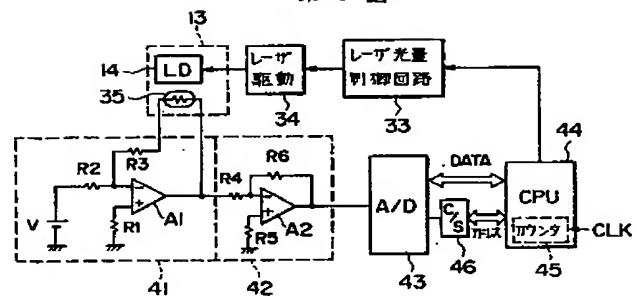 13
14
LD
35
レーザ
駆動
34
レーザ光量
制御回路
33
44
DATA
CPU
カウンタ
CLK
45
A/D
43
C/S
アドレス
46
R2
R3
V
R1
A1
41
R4
R6
R5
A2
42